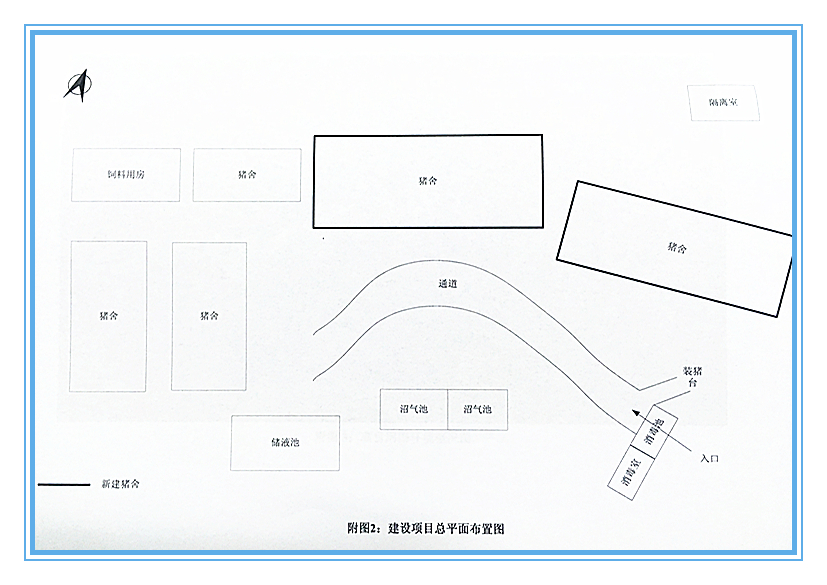 隔离室
饲料用房
猪舍
猪舍
猪舍
猪舍
猪舍
通道
装猪
台
沼气池
沼气池
消毒池
储液池
入口
消毒室
新建猪舍
附图2：建设项目总平面布置图